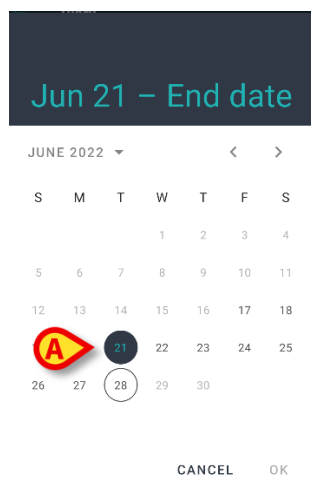 Jun 21 – End date
JUNE 2022
S M T W T F S
1 2 3 4
5 6 7 8 9 10 11
12 13 14 15 16 17 18
A 21 22 23 24 25
26 27 28 29 30
CANCEL OK